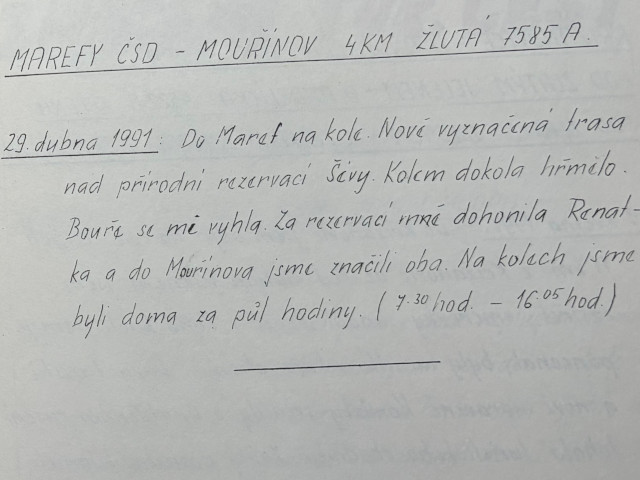 MAREFY ČSD - MOUŘÍNOV 4KM ŽLUTÁ 7585 A.
29. dubna 1991: Do Maref na kole. Nově vyznačená trasa
nad přírodní rezervací Šévy. Kolem dokola hřmělo.
Bouře se mi vyhla. Za rezervací mně dohonila Renat-
ka a do Mouřínova jsme značili oba. Na kolech jsme
byli doma za půl hodiny. (7.30 hod. - 16.05 hod.)